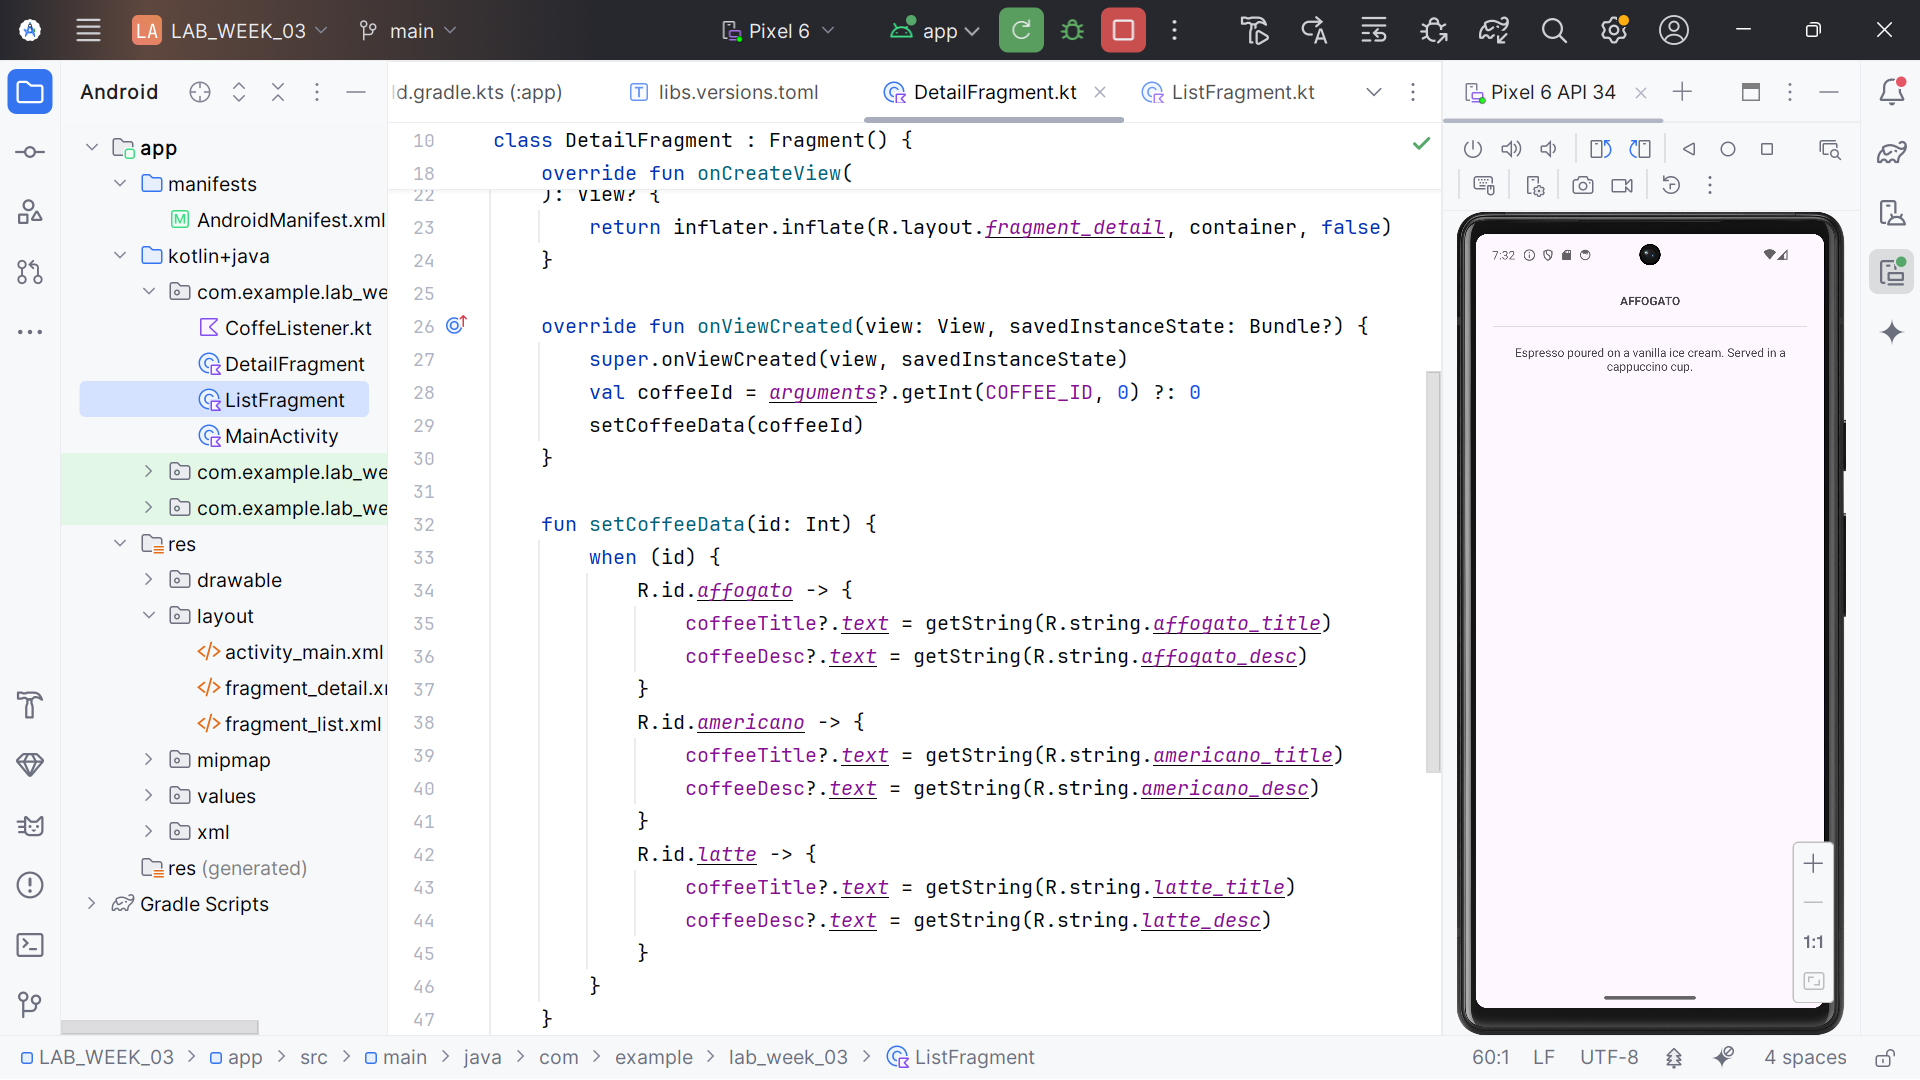 LA LAB_WEEK_03 main Pixel 6 app
Android
app
manifests
AndroidManifest.xml
kotlin+java
com.example.lab_we
CoffeListener.kt
DetailFragment
ListFragment
MainActivity
com.example.lab_we
com.example.lab_we
res
drawable
layout
activity_main.xml
fragment_detail.x
fragment_list.xml
mipmap
values
xml
res (generated)
Gradle Scripts
ld.gradle.kts (:app) libs.versions.toml DetailFragment.kt ListFragment.kt
10 class DetailFragment : Fragment() {
18 override fun onCreateView(
22 ): View? {
23 return inflater.inflate(R.layout.fragment_detail, container, false)
24 }
25
26 override fun onViewCreated(view: View, savedInstanceState: Bundle?) {
27 super.onViewCreated(view, savedInstanceState)
28 val coffeeId = arguments?.getInt(COFFEE_ID, 0) ?: 0
29 setCoffeeData(coffeeId)
30 }
31
32 fun setCoffeeData(id: Int) {
33 when (id) {
34 R.id.affogato -> {
35 coffeeTitle?.text = getString(R.string.affogato_title)
36 coffeeDesc?.text = getString(R.string.affogato_desc)
37 }
38 R.id.americano -> {
39 coffeeTitle?.text = getString(R.string.americano_title)
40 coffeeDesc?.text = getString(R.string.americano_desc)
41 }
42 R.id.latte -> {
43 coffeeTitle?.text = getString(R.string.latte_title)
44 coffeeDesc?.text = getString(R.string.latte_desc)
45 }
46 }
47 }
Pixel 6 API 34
7:32
AFFOGATO
Espresso poured on a vanilla ice cream. Served in a
cappuccino cup.
1:1
LAB_WEEK_03 > app > src > main > java > com > example > lab_week_03 > ListFragment
60:1 LF UTF-8 4 spaces